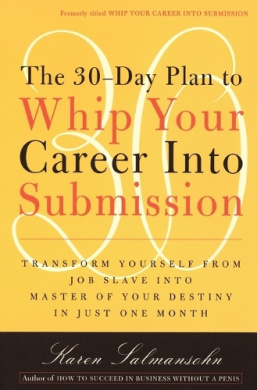 Formerly titled WHIP YOUR CAREER INTO SUBMISSION
30
The 30-Day Plan to
Whip Your
Career Into
Submission
TRANSFORM YOURSELF FROM
JOB SLAVE INTO
MASTER OF YOUR DESTINY
IN JUST ONE MONTH
Karen Salmansohn
Author of HOW TO SUCCEED IN BUSINESS WITHOUT A PENIS